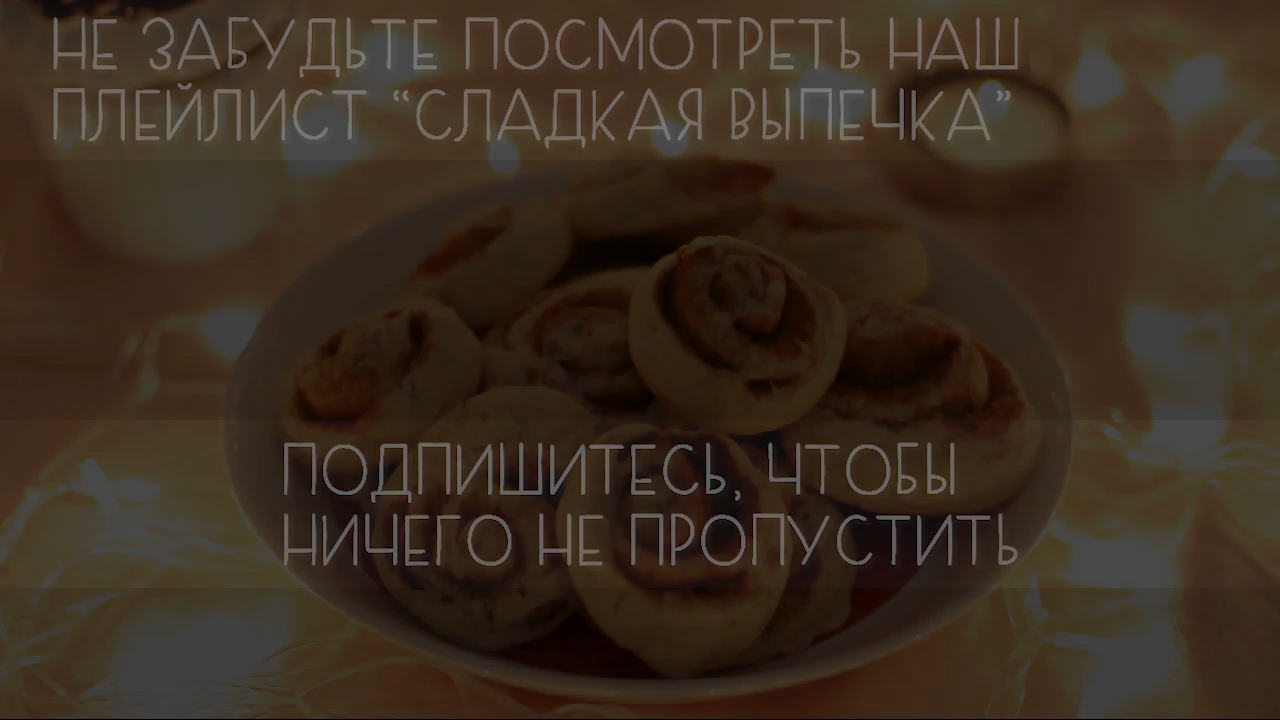 НЕ ЗАБУДЬТЕ ПОСМОТРЕТЬ НАШ
ПЛЕЙЛИСТ “СЛАДКАЯ ВЫПЕЧКА”
ПОДПИШИТЕСЬ, ЧТОБЫ
НИЧЕГО НЕ ПРОПУСТИТЬ